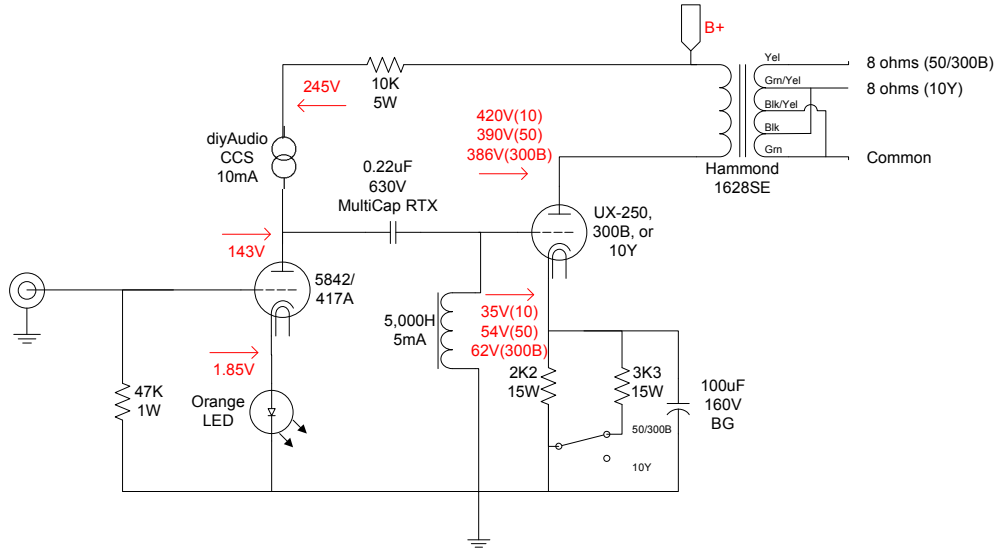 B+
Yel
8 ohms (50/300B)
245V
10K
5W
Grn/Yel
8 ohms (10Y)
420V(10)
390V(50)
386V(300B)
Blk/Yel
diyAudio
CCS
10mA
Blk
Grn
Common
0.22uF
630V
MultiCap RTX
Hammond
1628SE
UX-250,
300B, or
10Y
143V
5842/
417A
5,000H
5mA
35V(10)
54V(50)
62V(300B)
1.85V
47K
1W
Orange
LED
2K2
15W
3K3
15W
100uF
160V
BG
50/300B
10Y